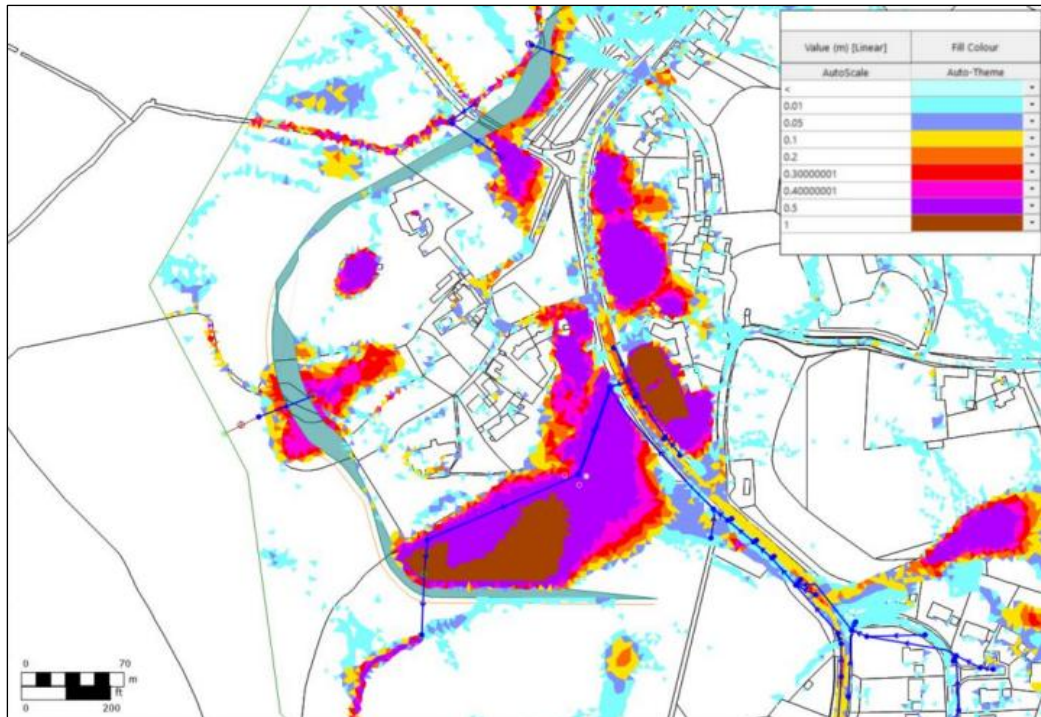 Value (m) [Linear] Fill Colour
AutoScale Auto-Theme
<
0.01
0.05
0.1
0.2
0.30000001
0.40000001
0.5
1
0 70
m
ft
0 200